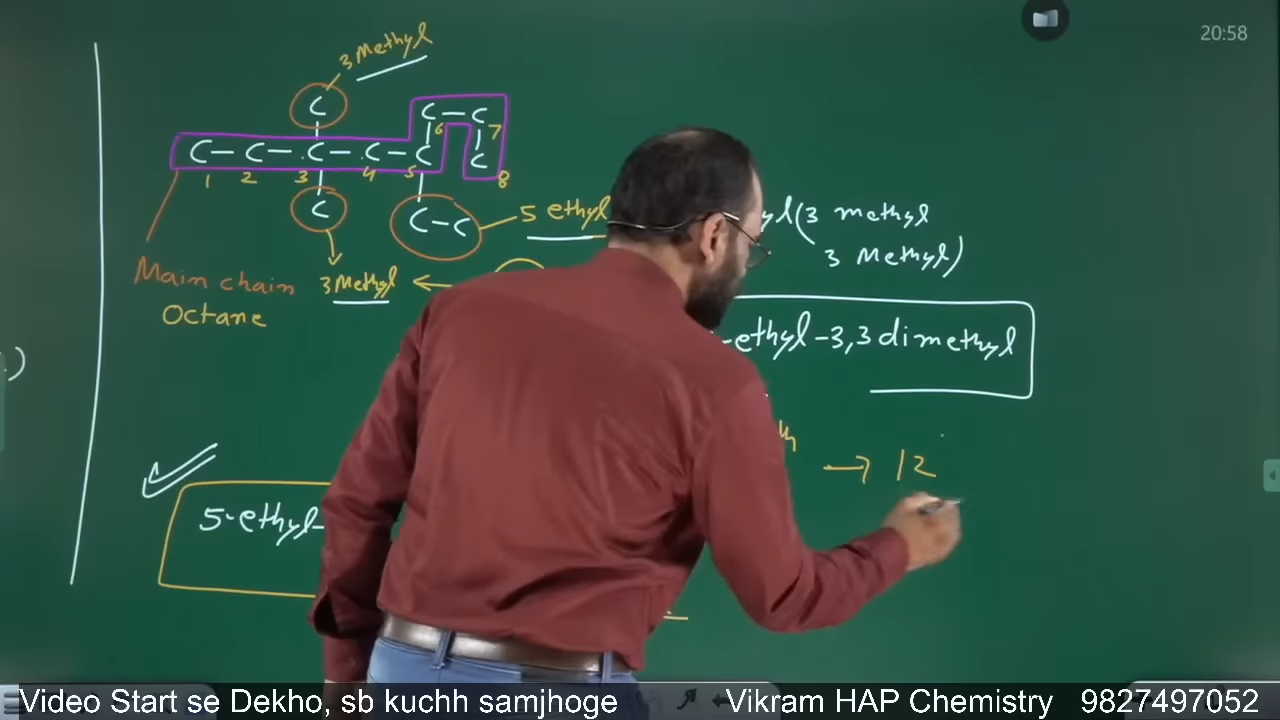 20:58
3 Methyl
C
C – C
6 7
C – C – C – C – C C
1 2 3 4 5 8
C
C – C
5 ethyl
3 methyl
3 Methyl)
Main chain
3 Methyl ←
Octane
ethyl – 3,3 dimethyl
→ 12
5-ethyl-
Video Start se Dekho, sb kuchh samjhoge Vikram HAP Chemistry 9827497052